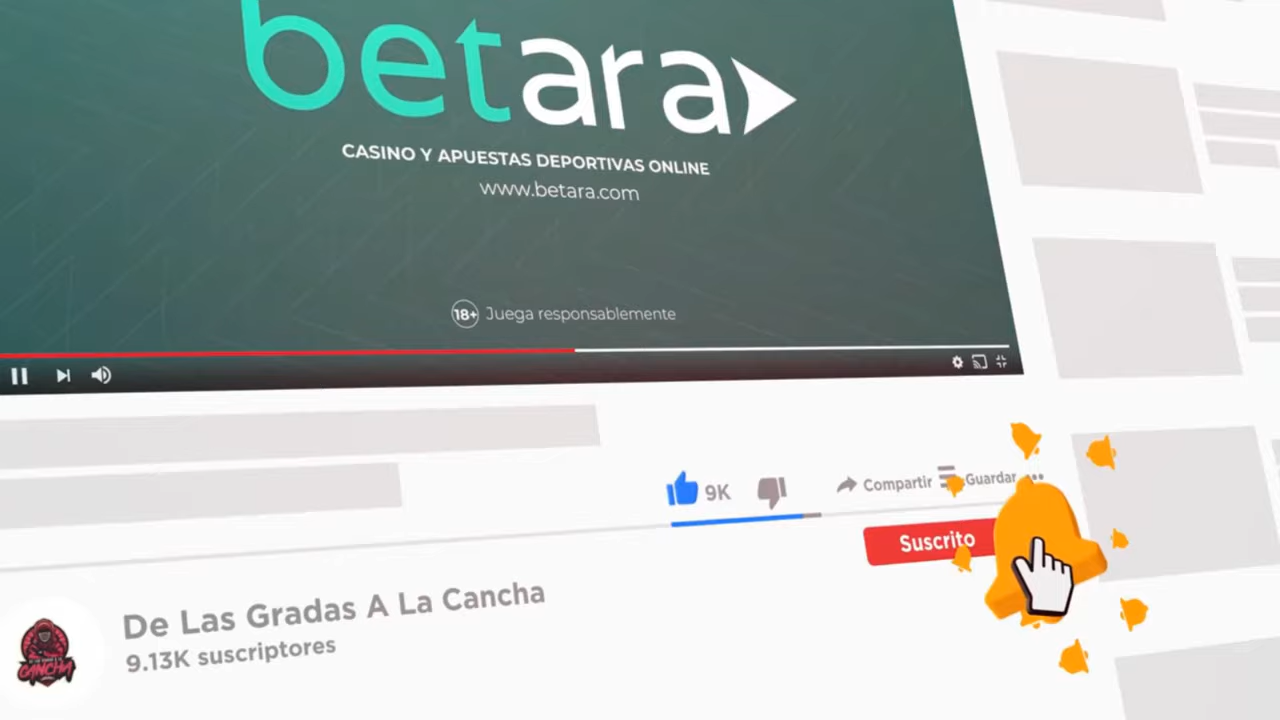 betara
CASINO Y APUESTAS DEPORTIVAS ONLINE
www.betara.com
18+ Juega responsablemente
9K
Compartir
Guardar
Suscrito
De Las Gradas A La Cancha
9.13K suscriptores
CANCHA